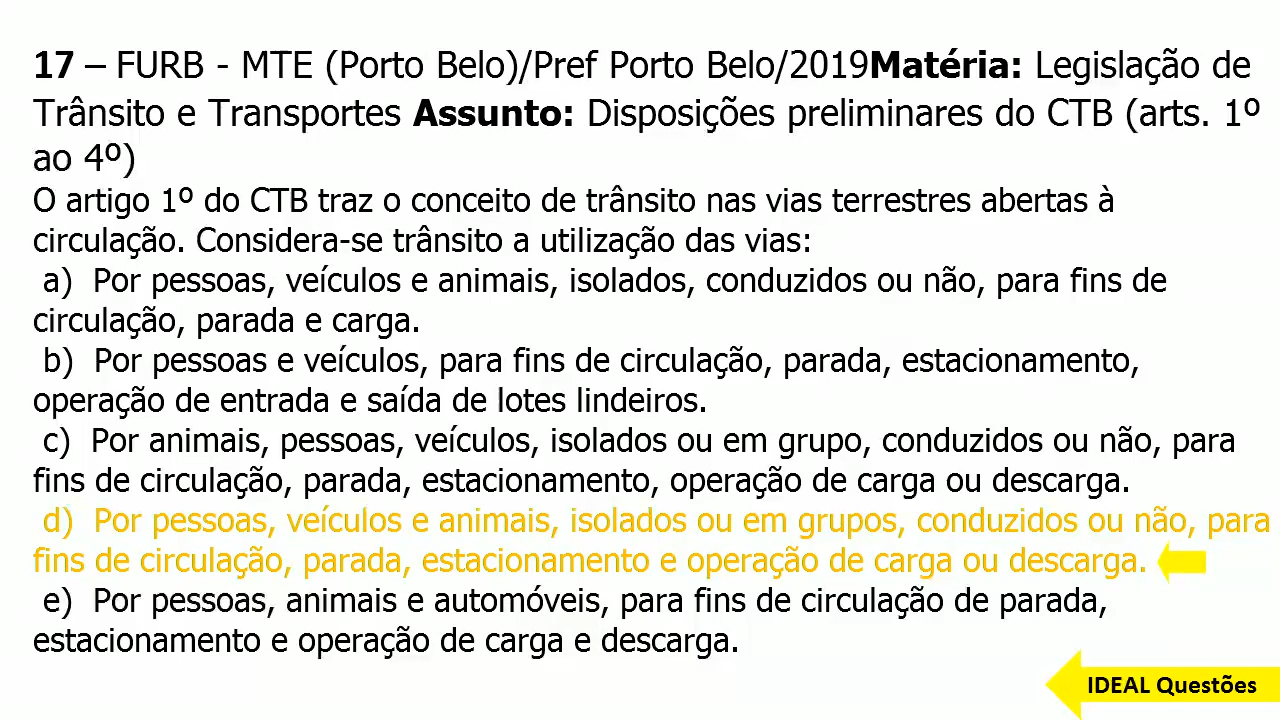 17 – FURB - MTE (Porto Belo)/Pref Porto Belo/2019Matéria: Legislação de
Trânsito e Transportes Assunto: Disposições preliminares do CTB (arts. 1º
ao 4º)
O artigo 1º do CTB traz o conceito de trânsito nas vias terrestres abertas à
circulação. Considera-se trânsito a utilização das vias:
a) Por pessoas, veículos e animais, isolados, conduzidos ou não, para fins de
circulação, parada e carga.
b) Por pessoas e veículos, para fins de circulação, parada, estacionamento,
operação de entrada e saída de lotes lindeiros.
c) Por animais, pessoas, veículos, isolados ou em grupo, conduzidos ou não, para
fins de circulação, parada, estacionamento, operação de carga ou descarga.
d) Por pessoas, veículos e animais, isolados ou em grupos, conduzidos ou não, para
fins de circulação, parada, estacionamento e operação de carga ou descarga.
e) Por pessoas, animais e automóveis, para fins de circulação de parada,
estacionamento e operação de carga e descarga.
IDEAL Questões